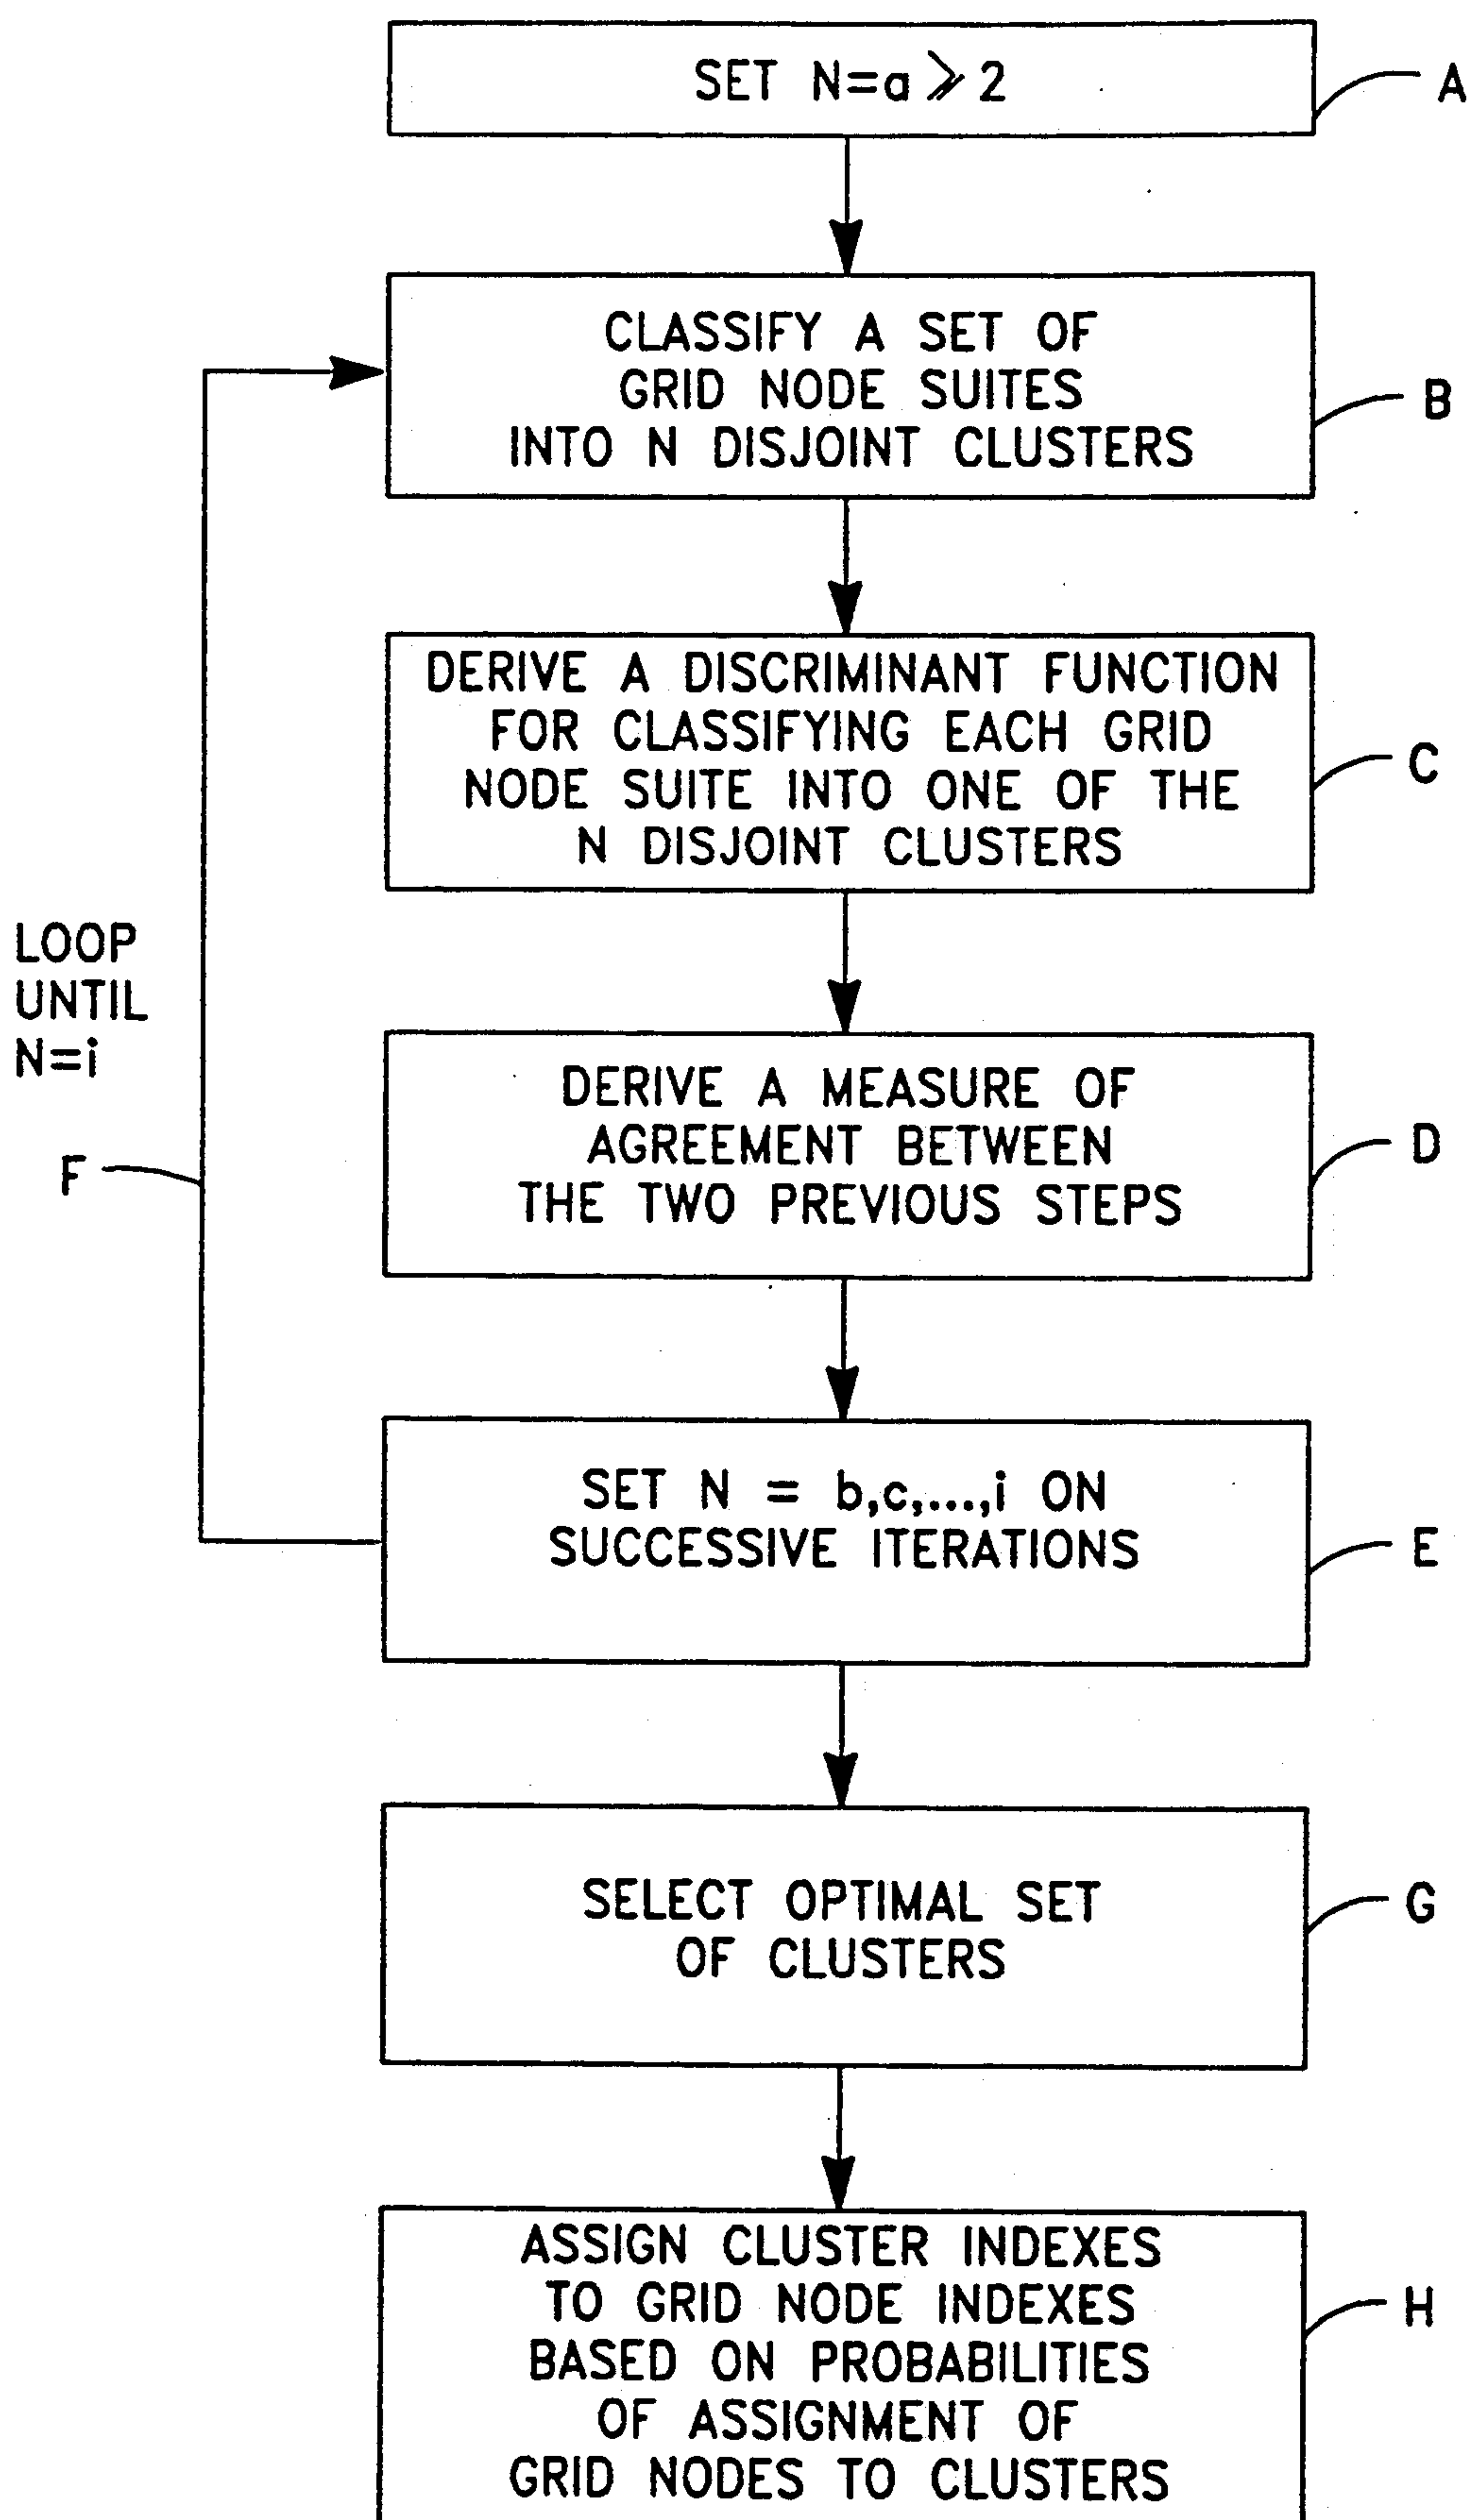 SET N=a⩾2
A
CLASSIFY A SET OF
GRID NODE SUITES
INTO N DISJOINT CLUSTERS
B
DERIVE A DISCRIMINANT FUNCTION
FOR CLASSIFYING EACH GRID
NODE SUITE INTO ONE OF THE
N DISJOINT CLUSTERS
C
LOOP
UNTIL
N=i
DERIVE A MEASURE OF
AGREEMENT BETWEEN
THE TWO PREVIOUS STEPS
D
F
SET N = b,c,...,i ON
SUCCESSIVE ITERATIONS
E
SELECT OPTIMAL SET
OF CLUSTERS
G
ASSIGN CLUSTER INDEXES
TO GRID NODE INDEXES
BASED ON PROBABILITIES
OF ASSIGNMENT OF
GRID NODES TO CLUSTERS
H